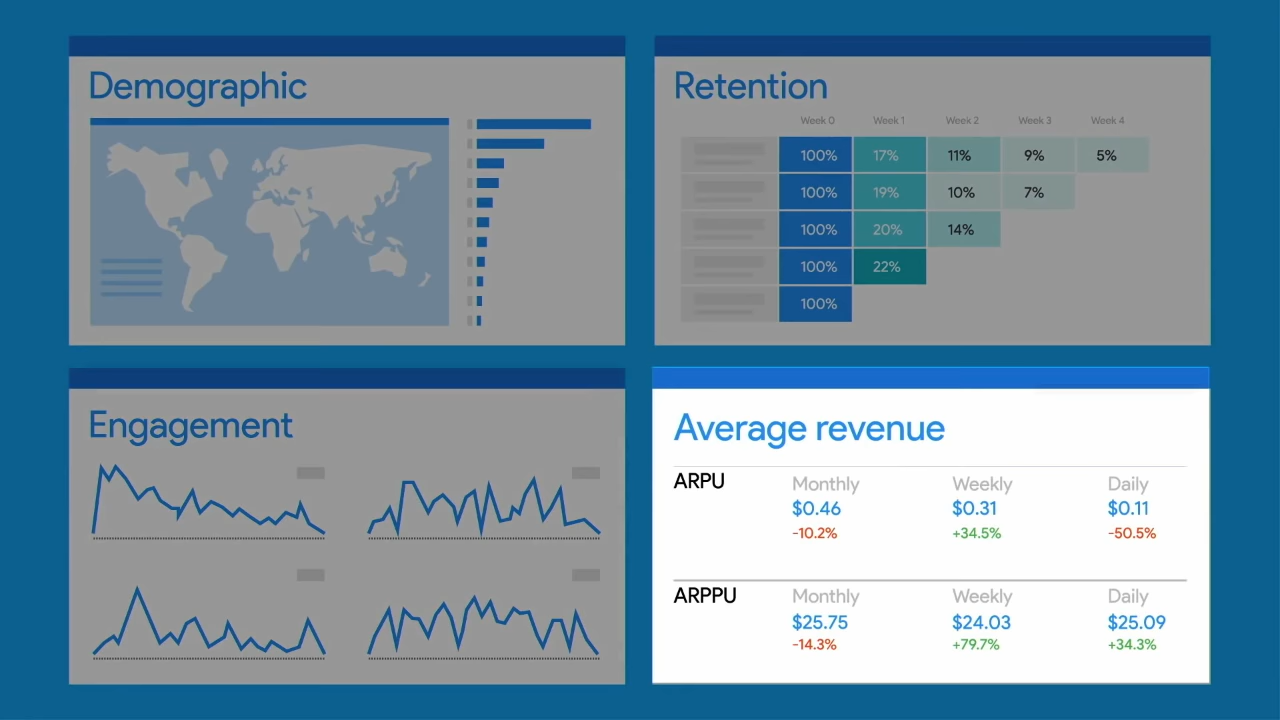 Demographic
Retention
Week 0 Week 1 Week 2 Week 3 Week 4
100% 17% 11% 9% 5%
100% 19% 10% 7%
100% 20% 14%
100% 22%
100%
Engagement
Average revenue
ARPU Monthly Weekly Daily
$0.46 $0.31 $0.11
-10.2% +34.5% -50.5%
ARPPU Monthly Weekly Daily
$25.75 $24.03 $25.09
-14.3% +79.7% +34.3%